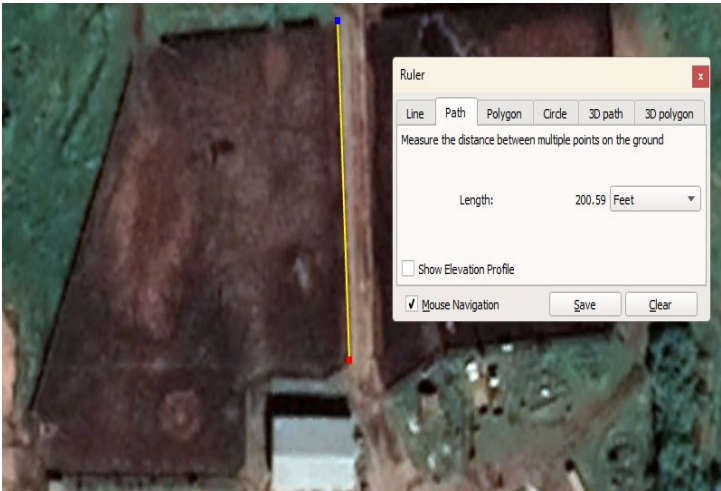 Ruler
x
Line Path Polygon Circle 3D path 3D polygon
Measure the distance between multiple points on the ground
Length: 200.59 Feet
Show Elevation Profile
Mouse Navigation Save Clear